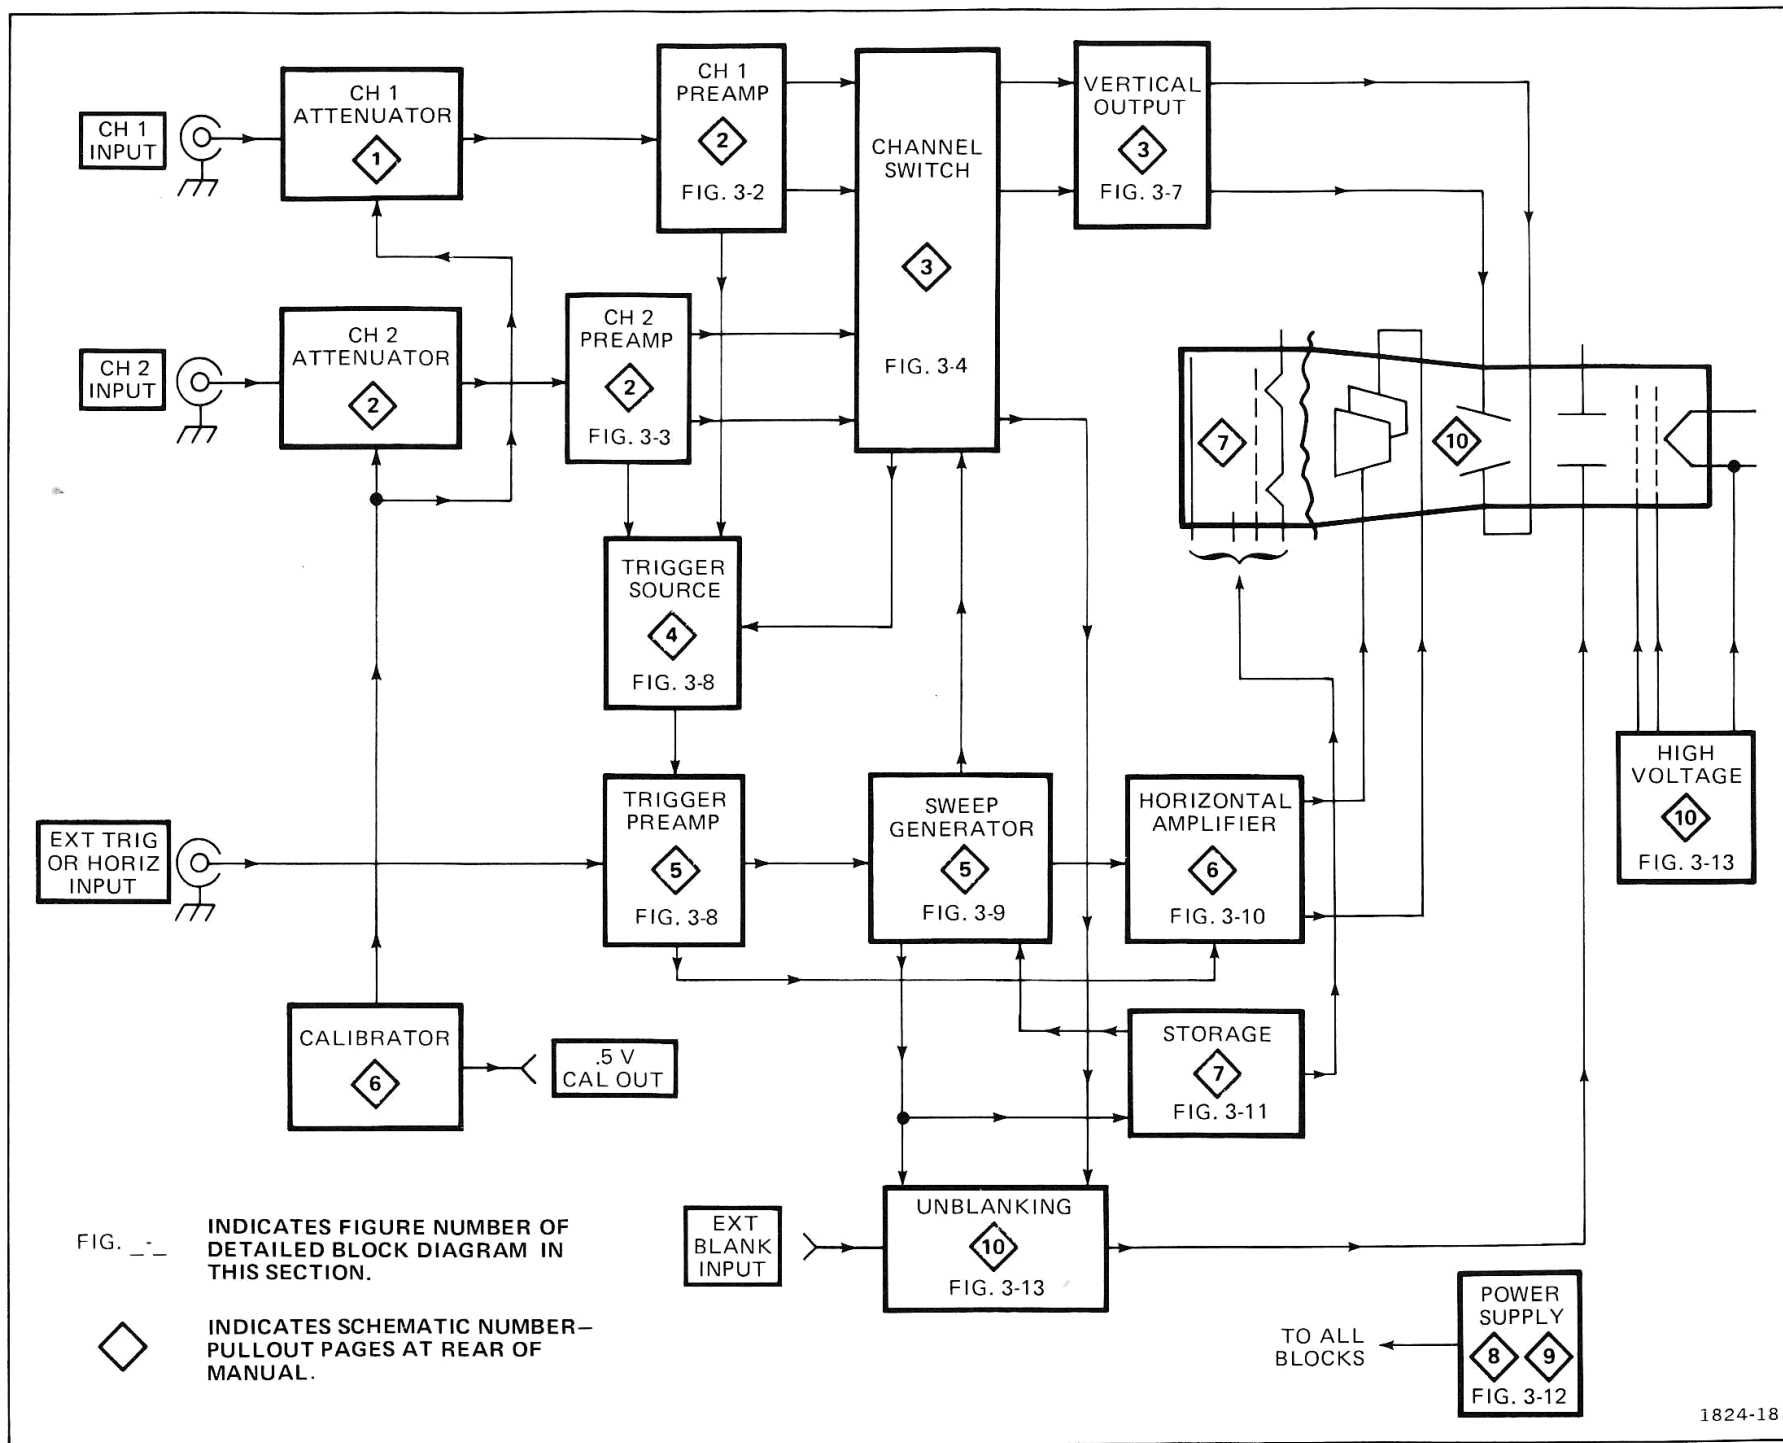 CH 1
INPUT
CH 1
ATTENUATOR
1
CH 1
PREAMP
2
FIG. 3-2
CHANNEL
SWITCH
3
FIG. 3-4
VERTICAL
OUTPUT
3
FIG. 3-7
CH 2
INPUT
CH 2
ATTENUATOR
2
CH 2
PREAMP
2
FIG. 3-3
7
10
TRIGGER
SOURCE
4
FIG. 3-8
HIGH
VOLTAGE
10
FIG. 3-13
EXT TRIG
OR HORIZ
INPUT
TRIGGER
PREAMP
5
FIG. 3-8
SWEEP
GENERATOR
5
FIG. 3-9
HORIZONTAL
AMPLIFIER
6
FIG. 3-10
CALIBRATOR
6
.5 V
CAL OUT
STORAGE
7
FIG. 3-11
EXT
BLANK
INPUT
UNBLANKING
10
FIG. 3-13
FIG. _-_
INDICATES FIGURE NUMBER OF
DETAILED BLOCK DIAGRAM IN
THIS SECTION.
INDICATES SCHEMATIC NUMBER—
PULLOUT PAGES AT REAR OF
MANUAL.
TO ALL
BLOCKS
POWER
SUPPLY
8 9
FIG. 3-12
1824-18